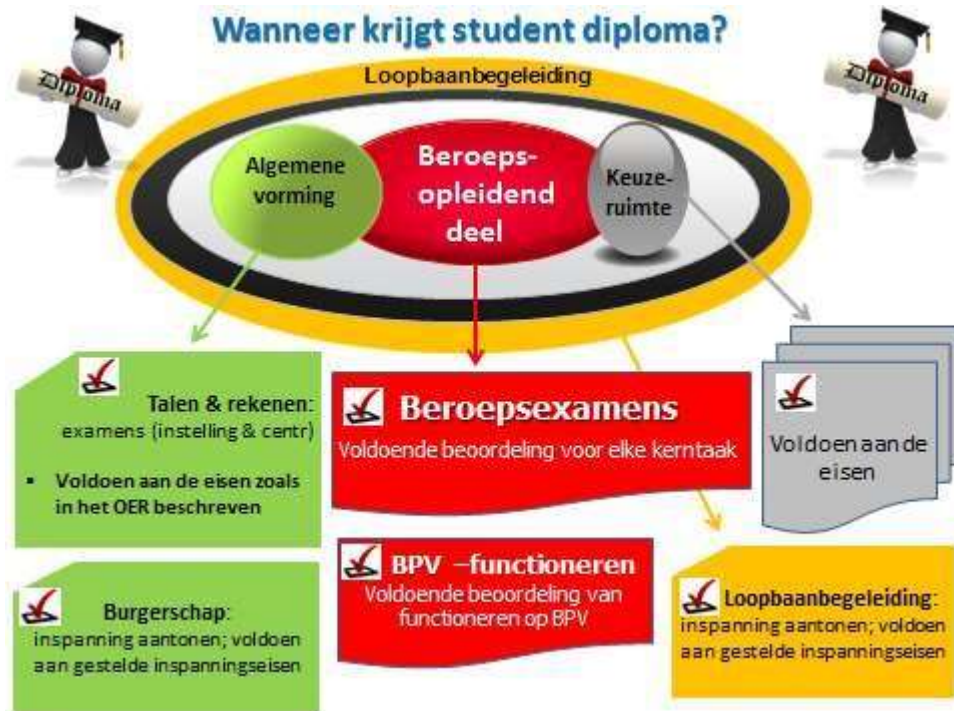 Wanneer krijgt student diploma?
Diploma
Diploma
Loopbaanbegeleiding
Algemene
vorming
Beroeps-
opleidend
deel
Keuze-
ruimte
Talen & rekenen:
examens (instelling & centr)
▪ Voldoen aan de eisen zoals
in het OER beschreven
Beroepsexamens
Voldoende beoordeling voor elke kerntaak
Voldoen aan de
eisen
Burgerschap:
inspanning aantonen; voldoen
aan gestelde inspanningseisen
BPV –functioneren
Voldoende beoordeling van
functioneren op BPV
Loopbaanbegeleiding:
inspanning aantonen; voldoen
aan gestelde inspanningseisen